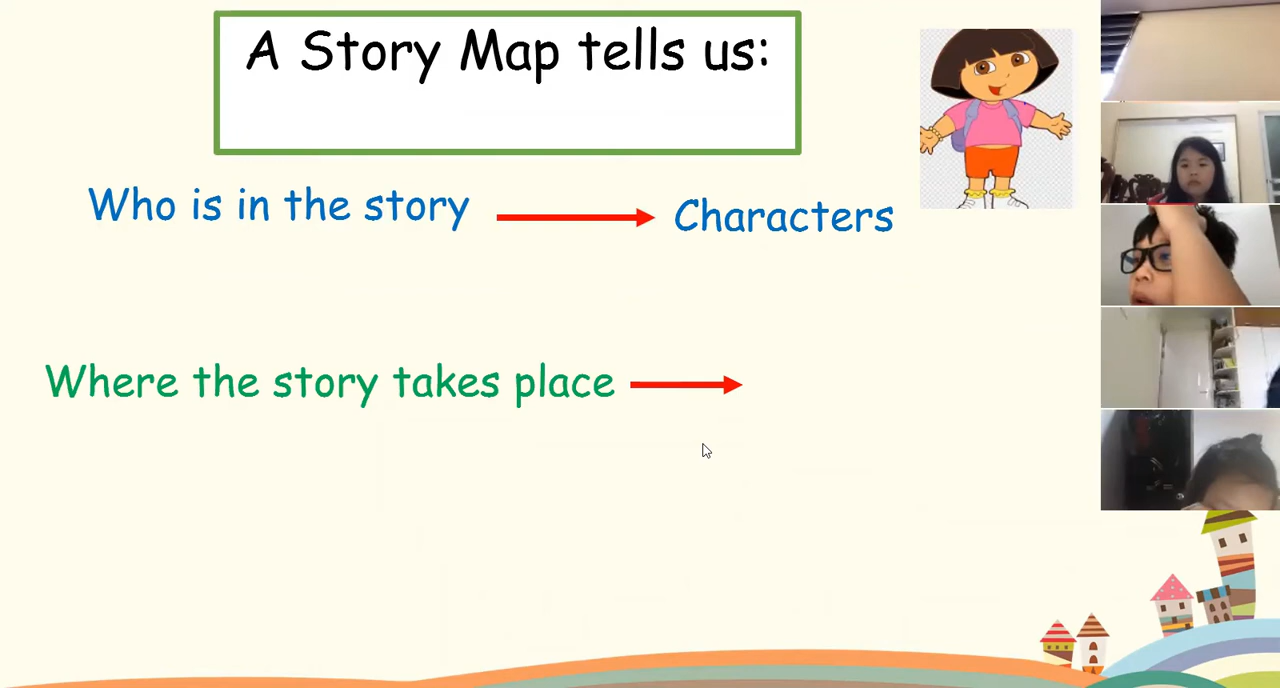 A Story Map tells us:
Who is in the story
Characters
Where the story takes place